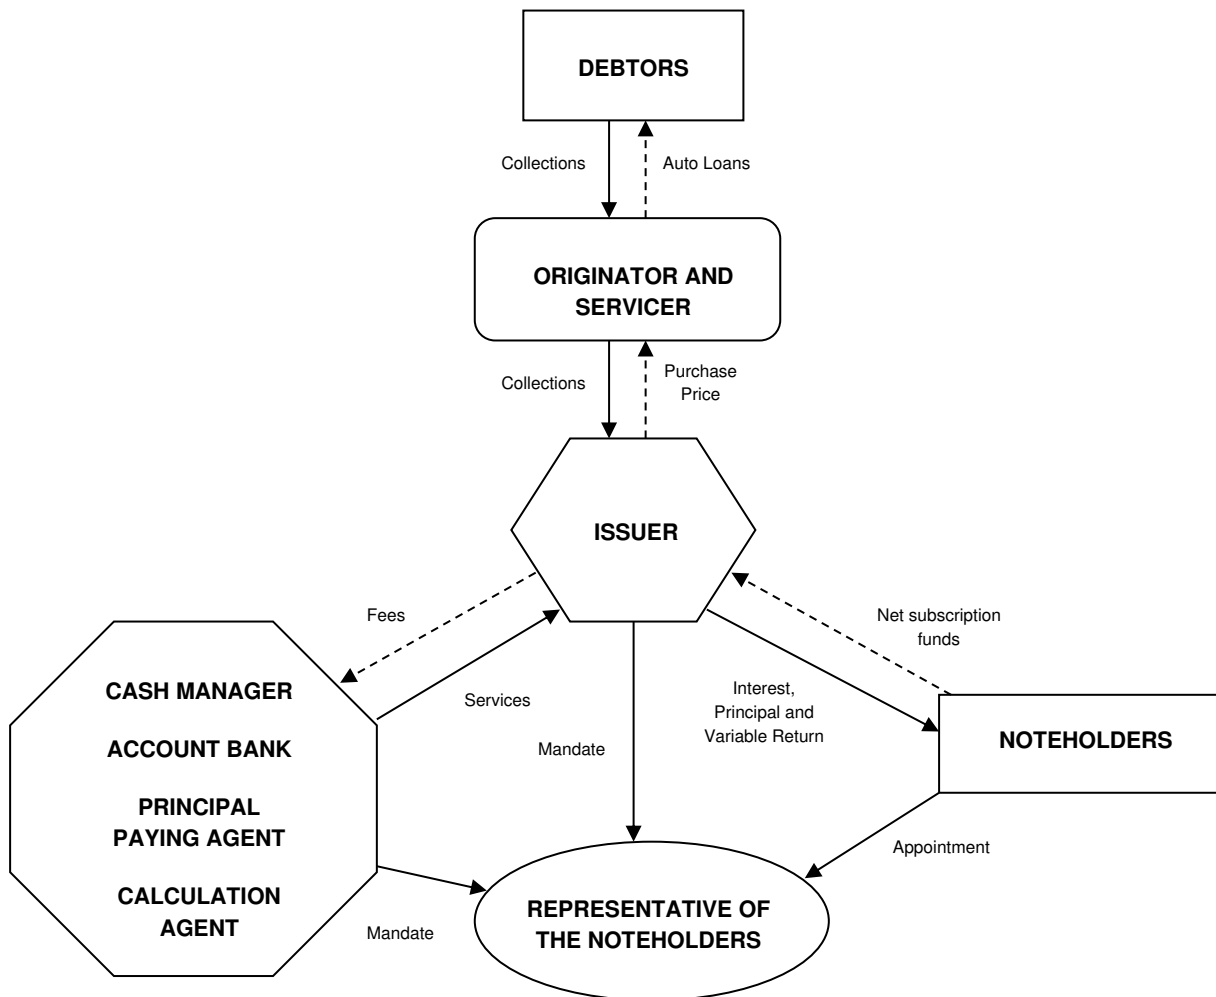 DEBTORS
Collections
Auto Loans
ORIGINATOR AND
SERVICER
Collections
Purchase
Price
ISSUER
Fees
Net subscription
funds
CASH MANAGER
Services
Interest,
Principal and
Variable Return
ACCOUNT BANK
Mandate
NOTEHOLDERS
PRINCIPAL
PAYING AGENT
Appointment
CALCULATION
AGENT
Mandate
REPRESENTATIVE OF
THE NOTEHOLDERS